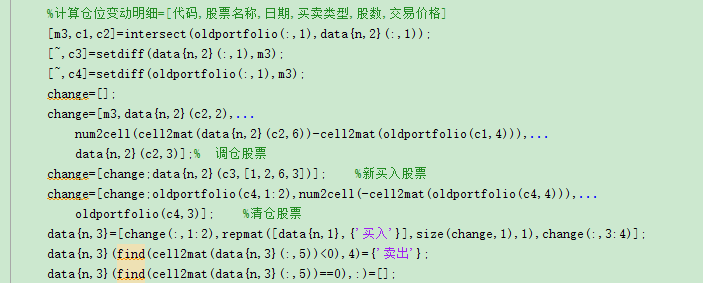 %计算仓位变动明细=[代码,股票名称,日期,买卖类型,股数,交易价格]
[m3,c1,c2]=intersect(oldportfolio(:,1),data{n,2}(:,1));
[~,c3]=setdiff(data{n,2}(:,1),m3);
[~,c4]=setdiff(oldportfolio(:,1),m3);
change=[];
change=[m3,data{n,2}(c2,2),...
num2cell(cell2mat(data{n,2}(c2,6))-cell2mat(oldportfolio(c1,4))),...
data{n,2}(c2,3)];% 调仓股票
change=[change;data{n,2}(c3,[1,2,6,3])]; %新买入股票
change=[change;oldportfolio(c4,1:2),num2cell(-cell2mat(oldportfolio(c4,4))),...
oldportfolio(c4,3)]; %清仓股票
data{n,3}=[change(:,1:2),repmat([data{n,1},{'买入'}],size(change,1),1),change(:,3:4)];
data{n,3}(find(cell2mat(data{n,3}(:,5))<0),4)={'卖出'};
data{n,3}(find(cell2mat(data{n,3}(:,5))==0),:)=[];